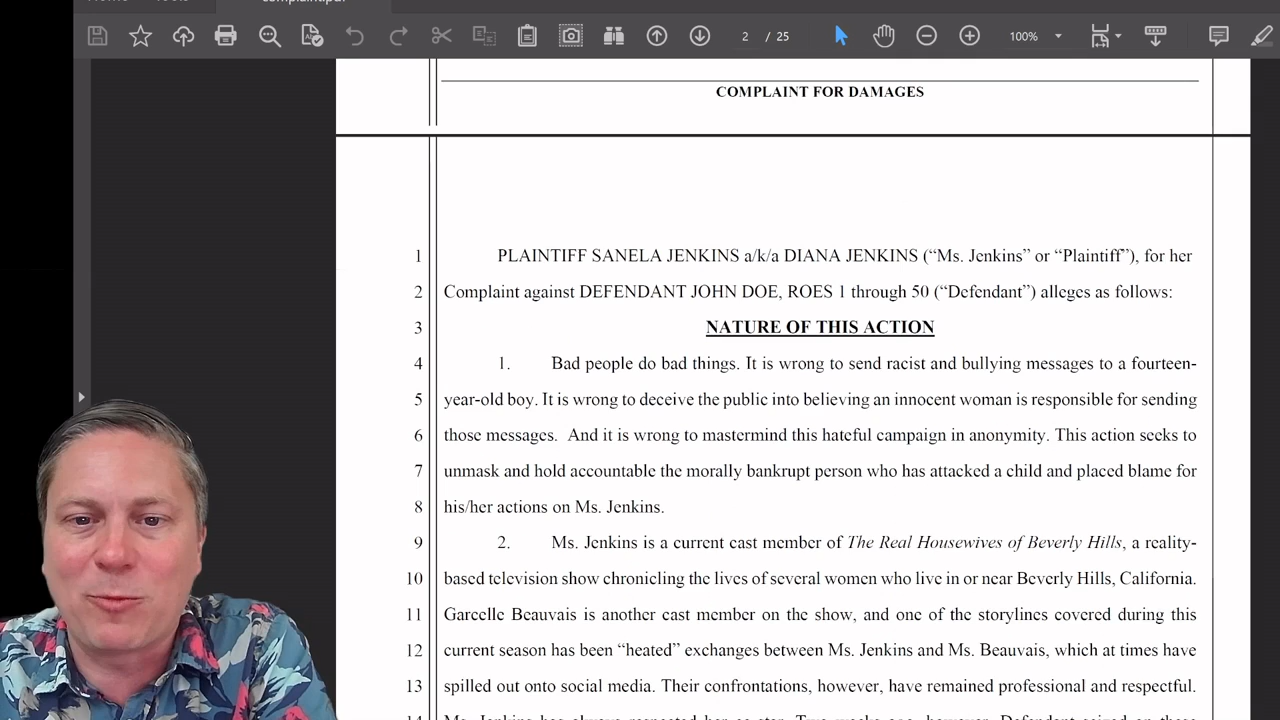 complaint.pdf
2 / 25
100%
COMPLAINT FOR DAMAGES
1 PLAINTIFF SANELA JENKINS a/k/a DIANA JENKINS (“Ms. Jenkins” or “Plaintiff”), for her
2 Complaint against DEFENDANT JOHN DOE, ROES 1 through 50 (“Defendant”) alleges as follows:
3 NATURE OF THIS ACTION
4 1. Bad people do bad things. It is wrong to send racist and bullying messages to a fourteen-
5 year-old boy. It is wrong to deceive the public into believing an innocent woman is responsible for sending
6 those messages. And it is wrong to mastermind this hateful campaign in anonymity. This action seeks to
7 unmask and hold accountable the morally bankrupt person who has attacked a child and placed blame for
8 his/her actions on Ms. Jenkins.
9 2. Ms. Jenkins is a current cast member of The Real Housewives of Beverly Hills, a reality-
10 based television show chronicling the lives of several women who live in or near Beverly Hills, California.
11 Garcelle Beauvais is another cast member on the show, and one of the storylines covered during this
12 current season has been “heated” exchanges between Ms. Jenkins and Ms. Beauvais, which at times have
13 spilled out onto social media. Their confrontations, however, have remained professional and respectful.